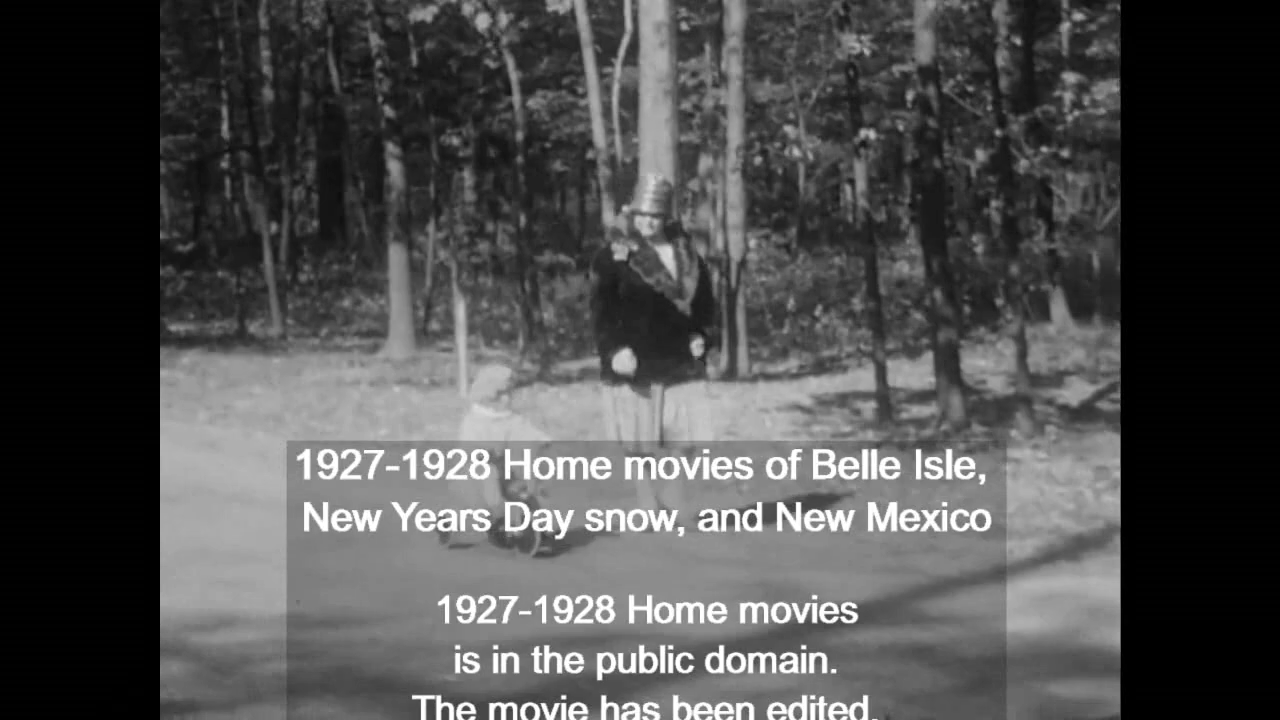 1927-1928 Home movies of Belle Isle,
New Years Day snow, and New Mexico
1927-1928 Home movies
is in the public domain.
The movie has been edited.